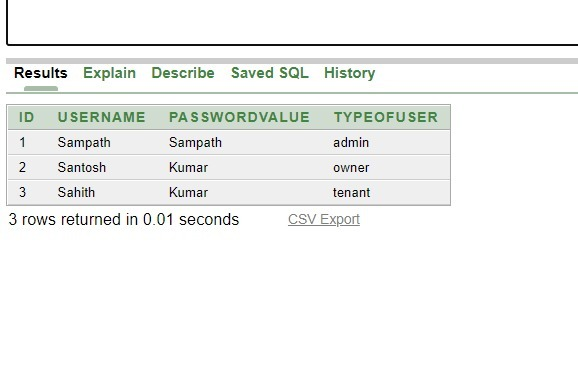 Results Explain Describe Saved SQL History
ID USERNAME PASSWORDVALUE TYPEOFUSER
1 Sampath Sampath admin
2 Santosh Kumar owner
3 Sahith Kumar tenant
3 rows returned in 0.01 seconds CSV Export